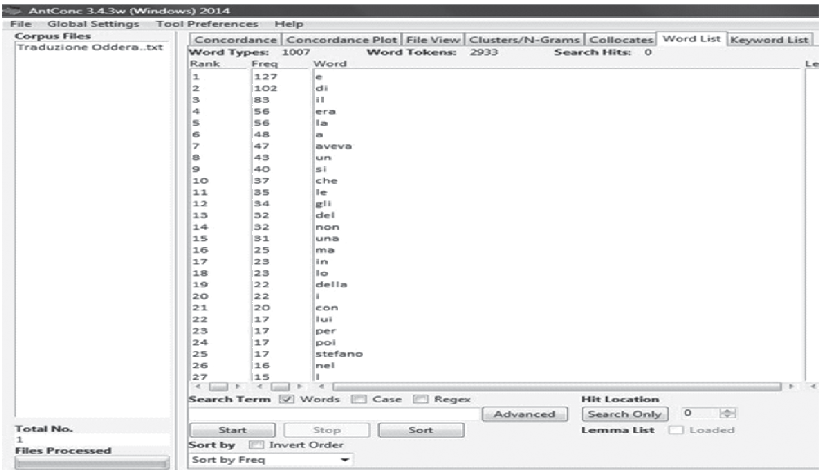 AntConc 3.4.3w (Windows) 2014
File Global Settings Tool Preferences Help
Corpus Files
Traduzione Oddera..txt
Concordance Concordance Plot File View Clusters/N-Grams Collocates Word List Keyword List
Word Types: 1007 Word Tokens: 2933 Search Hits: 0
Rank Freq Word Le
1 127 e
2 102 di
3 83 il
4 56 era
5 56 la
6 48 a
7 47 aveva
8 43 un
9 40 si
10 37 che
11 35 le
12 34 gli
13 32 del
14 32 non
15 31 una
16 25 ma
17 23 in
18 23 lo
19 22 della
20 22 i
21 20 con
22 17 lui
23 17 per
24 17 poi
25 17 stefano
26 16 nel
27 15 l
Search Term Words Case Regex Hit Location
Advanced Search Only 0
Total No.
1
Start Stop Sort Lemma List Loaded
Files Processed
Sort by Invert Order
Sort by Freq